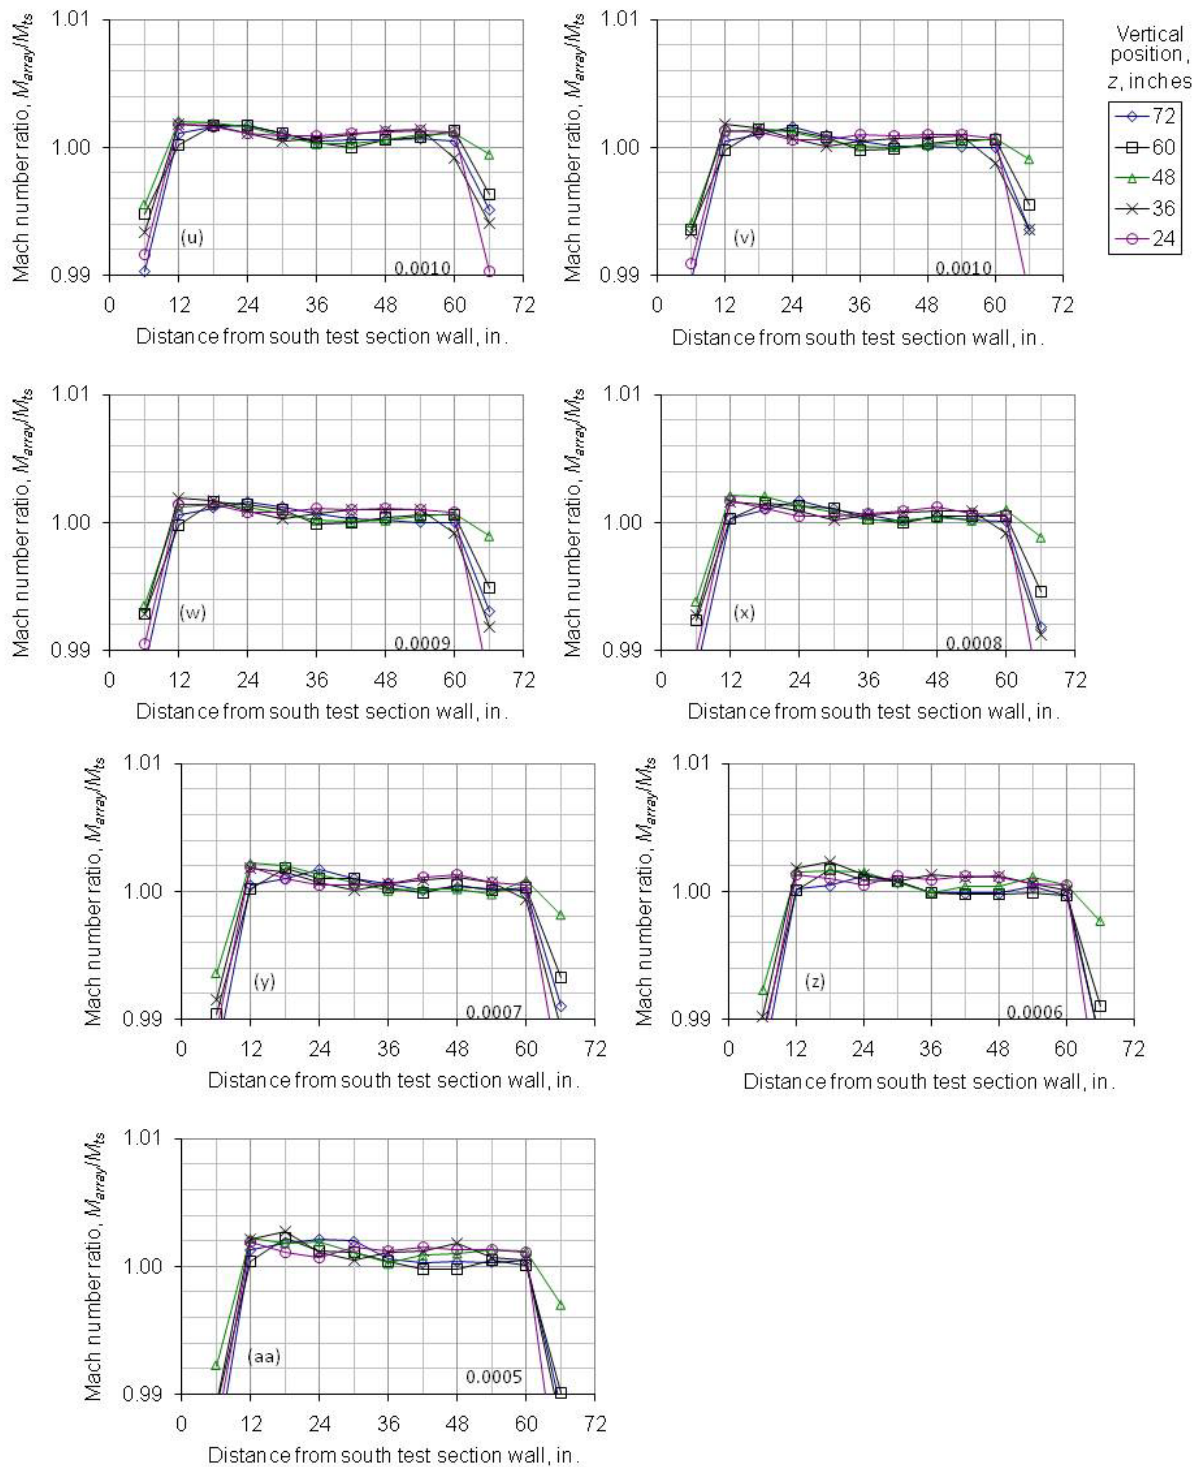 Mach number ratio, Marray/Mts
1.01
1.00
0.99
(u)
0.0010
0 12 24 36 48 60 72
Distance from south test section wall, in.
Mach number ratio, Marray/Mts
1.01
1.00
0.99
(v)
0.0010
0 12 24 36 48 60 72
Distance from south test section wall, in.
Vertical
position,
z, inches
72
60
48
36
24
Mach number ratio, Marray/Mts
1.01
1.00
0.99
(w)
0.0009
0 12 24 36 48 60 72
Distance from south test section wall, in.
Mach number ratio, Marray/Mts
1.01
1.00
0.99
(x)
0.0008
0 12 24 36 48 60 72
Distance from south test section wall, in.
Mach number ratio, Marray/Mts
1.01
1.00
0.99
(y)
0.0007
0 12 24 36 48 60 72
Distance from south test section wall, in.
Mach number ratio, Marray/Mts
1.01
1.00
0.99
(z)
0.0006
0 12 24 36 48 60 72
Distance from south test section wall, in.
Mach number ratio, Marray/Mts
1.01
1.00
0.99
(aa)
0.0005
0 12 24 36 48 60 72
Distance from south test section wall, in.